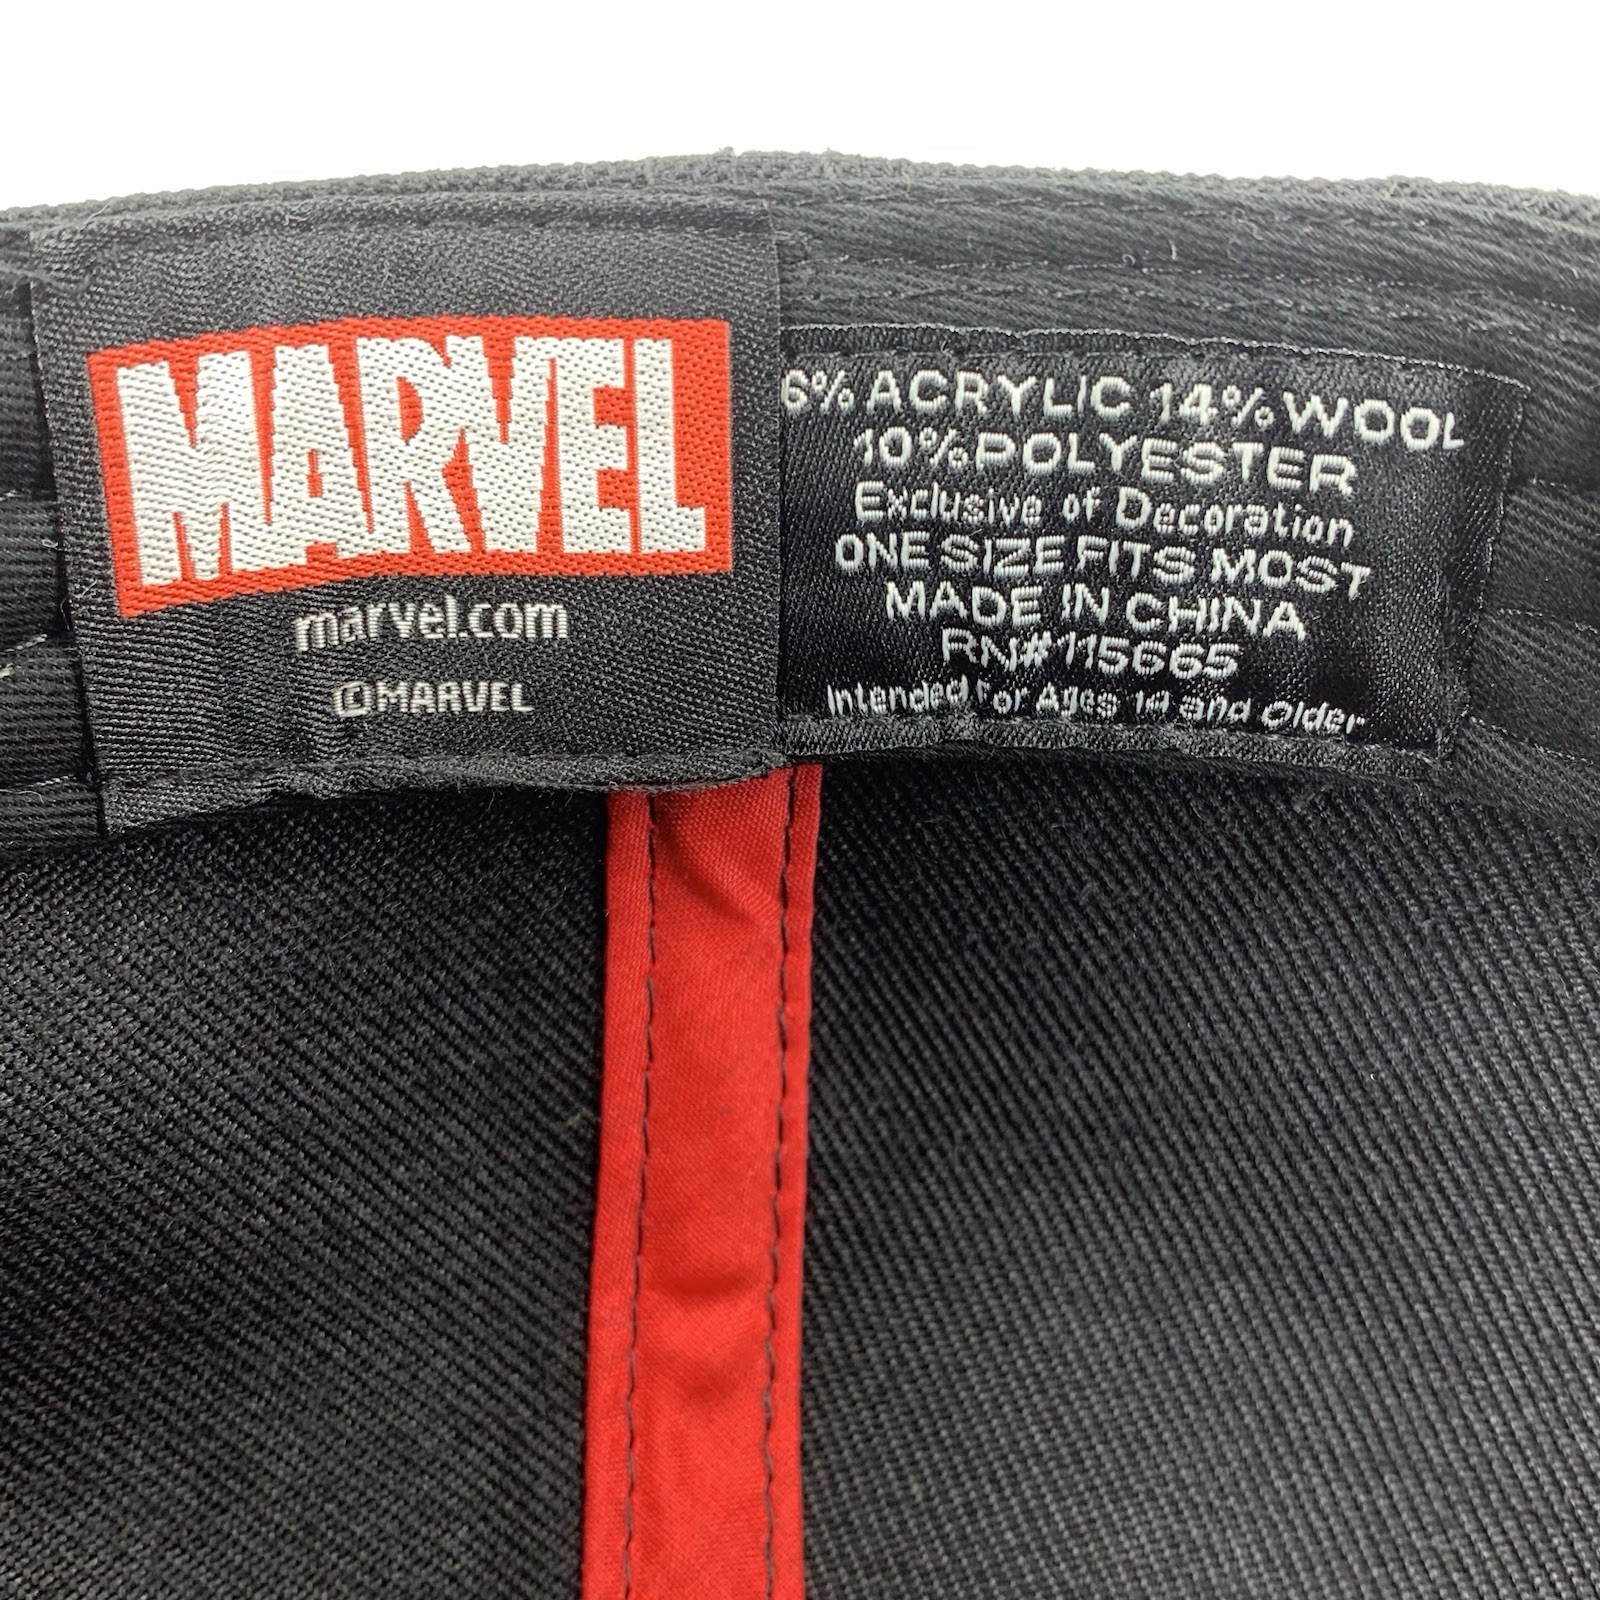 MARVEL
marvel.com
©MARVEL
6% ACRYLIC 14% WOOL
10% POLYESTER
Exclusive of Decoration
ONE SIZE FITS MOST
MADE IN CHINA
RN# 115665
Intended For Ages 14 and Older